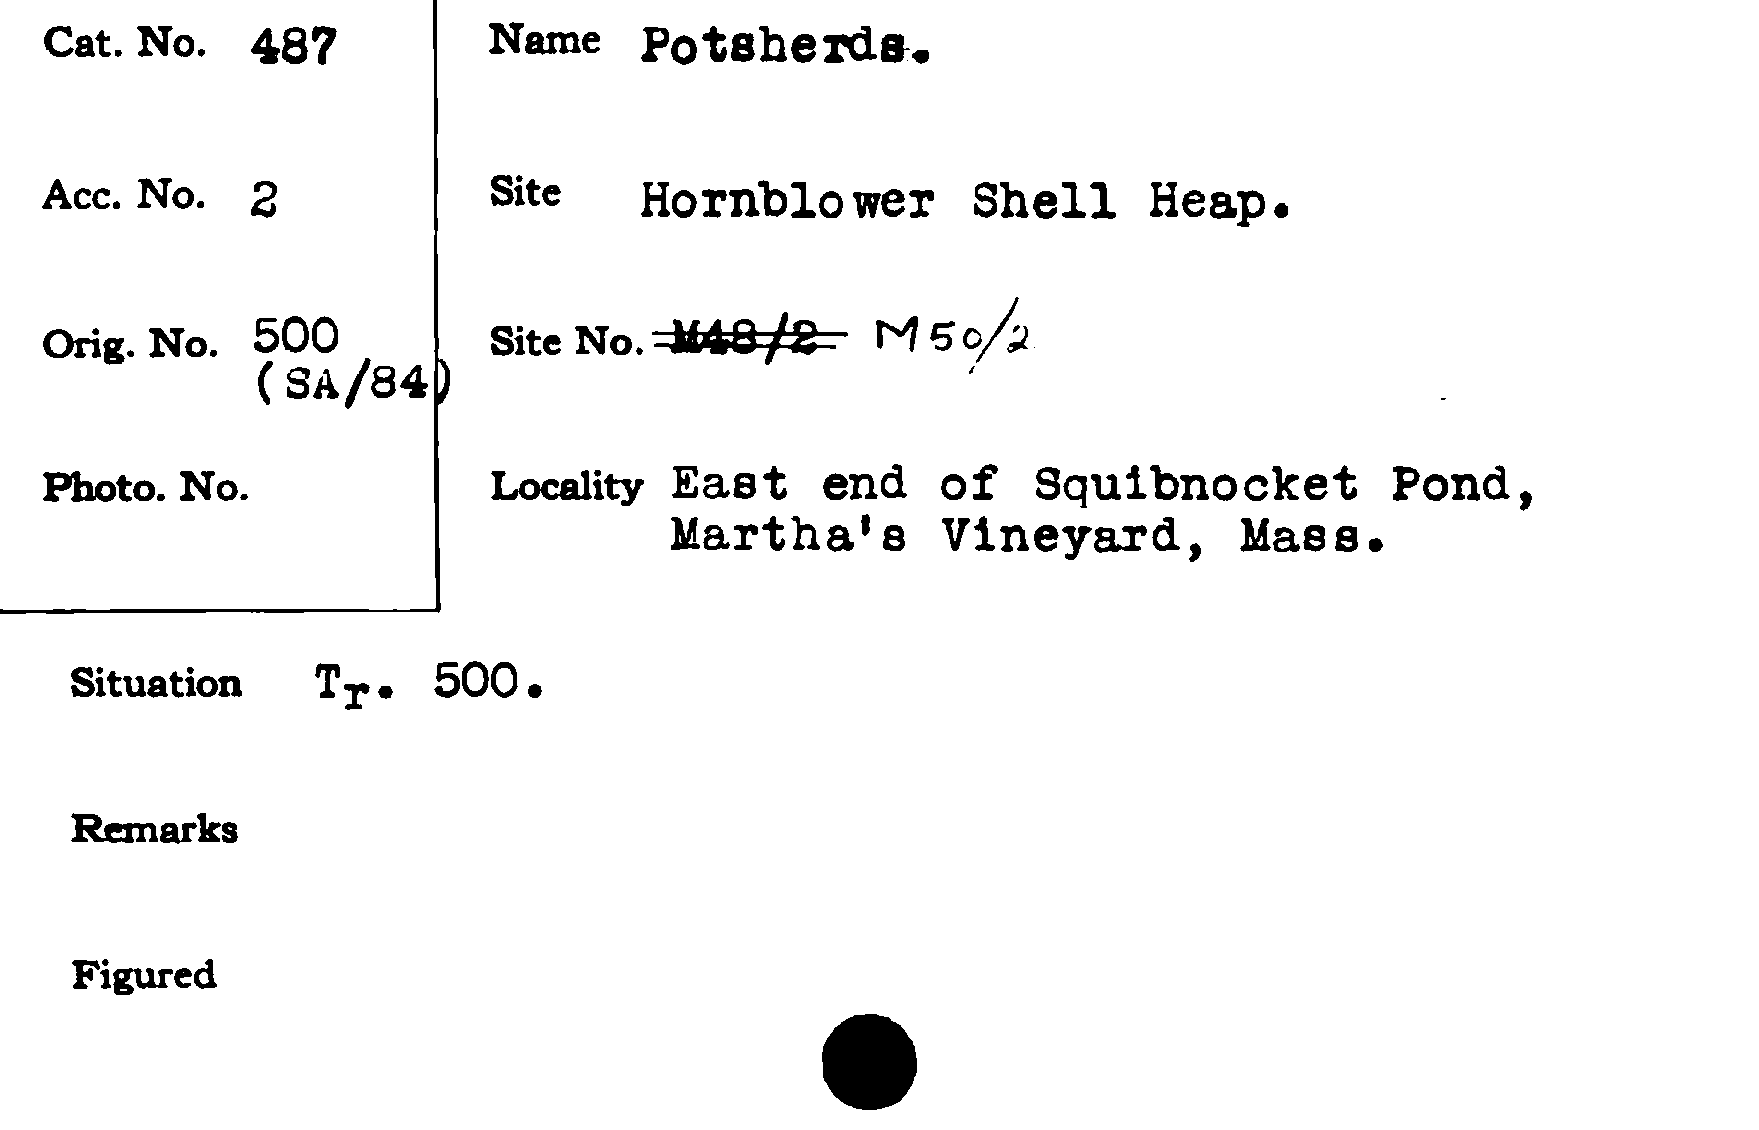 Cat. No. 487
Name Potsherds.
Acc. No. 2
Site Hornblower Shell Heap.
Orig. No. 500
(SA/84)
Site No. M48/2 M50/2
Photo. No.
Locality East end of Squibnocket Pond,
Martha's Vineyard, Mass.
Situation Tr. 500.
Remarks
Figured